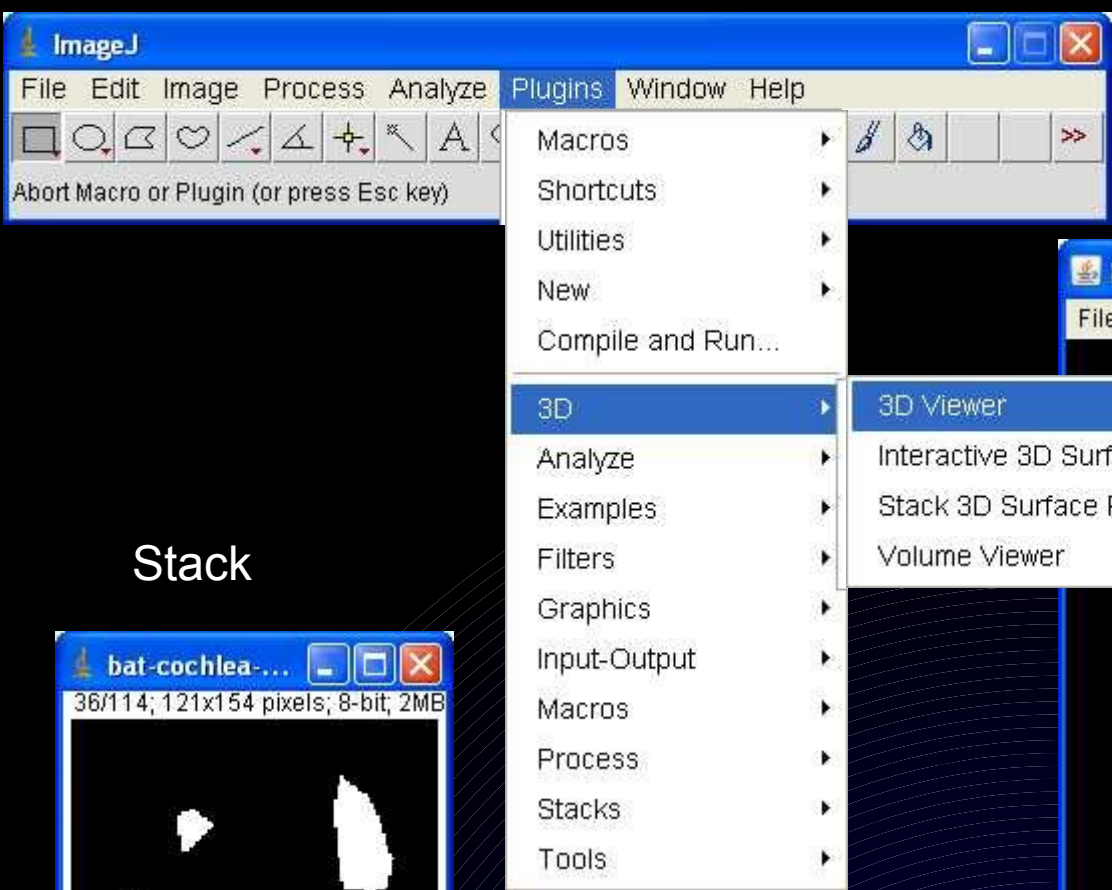 ImageJ
File Edit Image Process Analyze Plugins Window Help
A >>
Abort Macro or Plugin (or press Esc key)
Macros
Shortcuts
Utilities
New
Compile and Run...
3D
Analyze
Examples
Filters
Graphics
Input-Output
Macros
Process
Stacks
Tools
3D Viewer
Interactive 3D
Stack 3D Surface
Volume Viewer
File
Stack
bat-cochlea-...
36/114; 121x154 pixels; 8-bit; 2MB